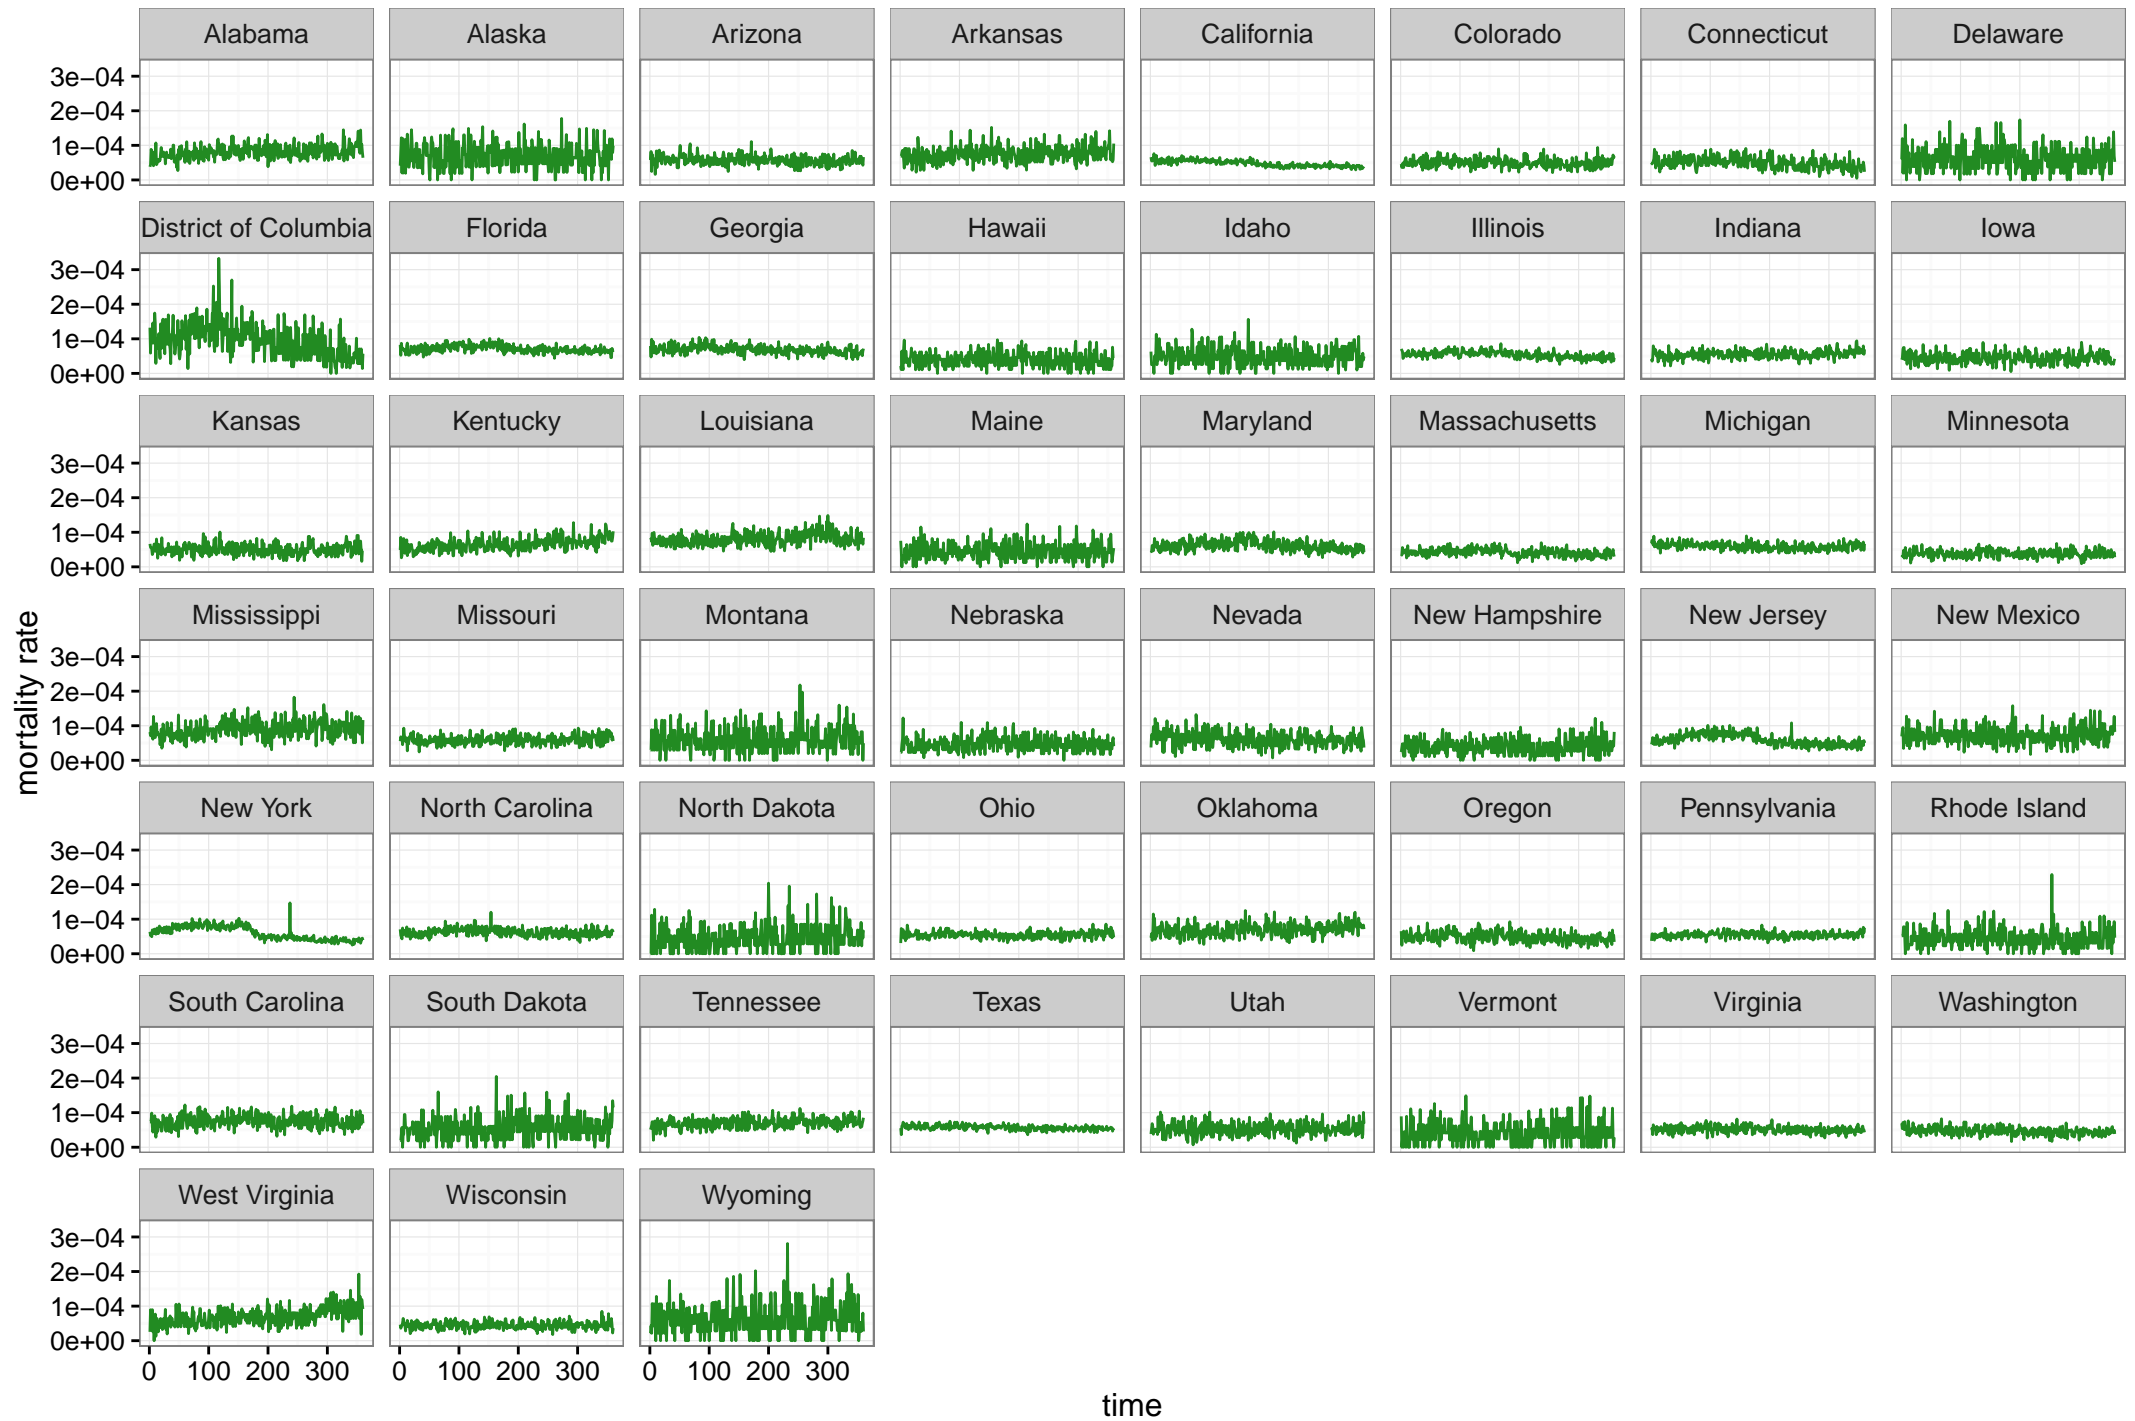 Alabama Alaska Arizona Arkansas California Colorado Connecticut Delaware
3e−04
2e−04
1e−04
0e+00
District of Columbia Florida Georgia Hawaii Idaho Illinois Indiana Iowa
3e−04
2e−04
1e−04
0e+00
Kansas Kentucky Louisiana Maine Maryland Massachusetts Michigan Minnesota
3e−04
2e−04
1e−04
0e+00
mortality rate
Mississippi Missouri Montana Nebraska Nevada New Hampshire New Jersey New Mexico
3e−04
2e−04
1e−04
0e+00
New York North Carolina North Dakota Ohio Oklahoma Oregon Pennsylvania Rhode Island
3e−04
2e−04
1e−04
0e+00
South Carolina South Dakota Tennessee Texas Utah Vermont Virginia Washington
3e−04
2e−04
1e−04
0e+00
West Virginia Wisconsin Wyoming
3e−04
2e−04
1e−04
0e+00
0 100 200 300 0 100 200 300 0 100 200 300
time